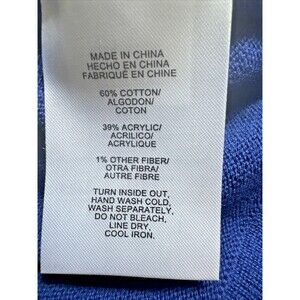 MADE IN CHINA
HECHO EN CHINA
FABRIQUÉ EN CHINE
60% COTTON/
ALGODON/
COTON
39% ACRYLIC/
ACRILICO/
ACRYLIQUE
1% OTHER FIBER/
OTRA FIBRA/
AUTRE FIBRE
TURN INSIDE OUT,
HAND WASH COLD,
WASH SEPARATELY,
DO NOT BLEACH,
LINE DRY,
COOL IRON.